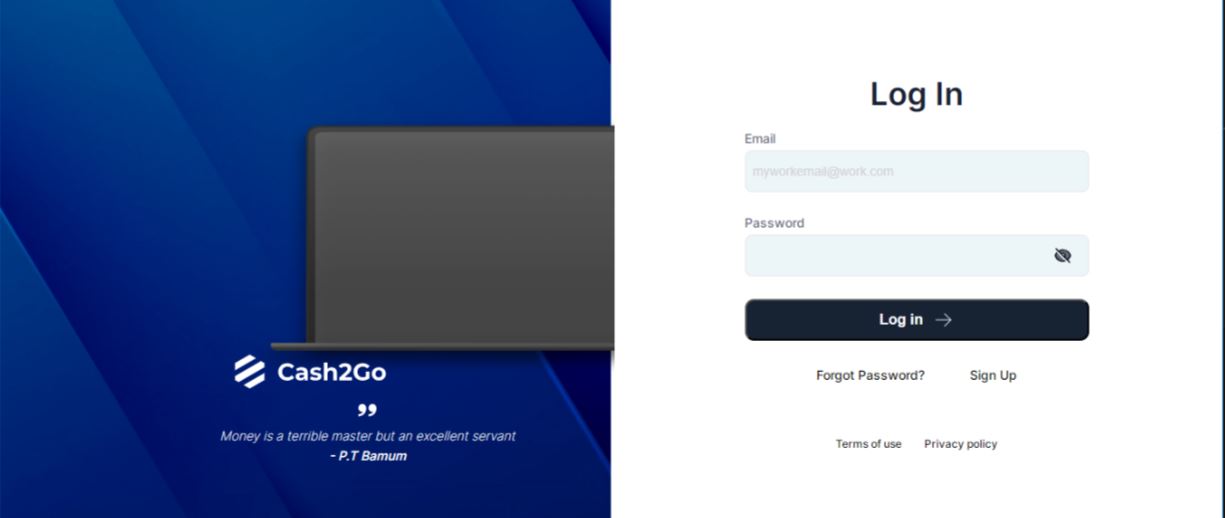 Cash2Go
”
Money is a terrible master but an excellent servant
- P.T Bamum
Log In
Email
myworkemail@work.com
Password
Log in →
Forgot Password? Sign Up
Terms of use Privacy policy